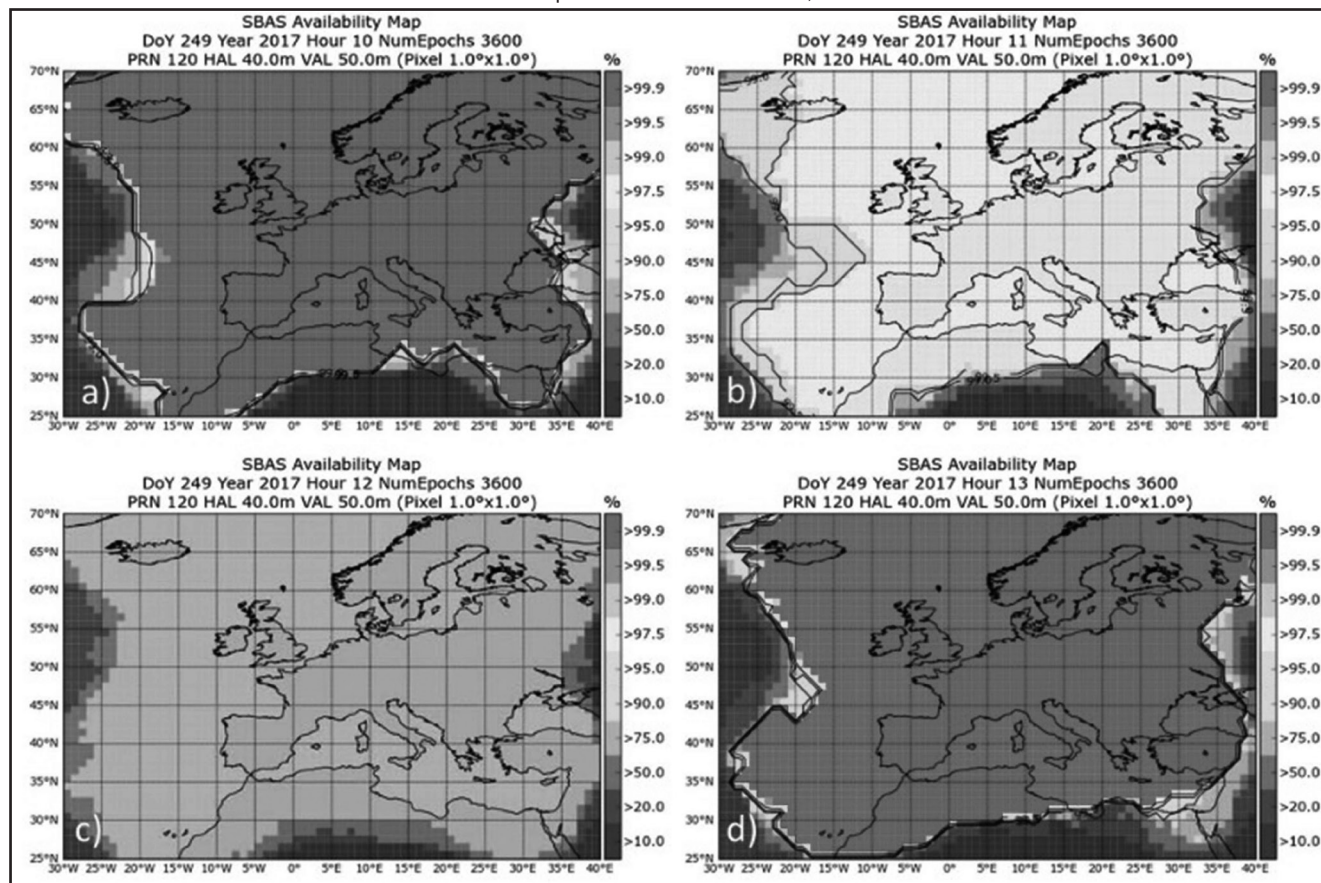 SBAS Availability Map
DoY 249 Year 2017 Hour 10 NumEpochs 3600
PRN 120 HAL 40.0m VAL 50.0m (Pixel 1.0°x1.0°) %
70°N
65°N
60°N
55°N
50°N
45°N
40°N
35°N
30°N
25°N
30°W 25°W 20°W 15°W 10°W 5°W 0°E 5°E 10°E 15°E 20°E 25°E 30°E 35°E 40°E
>99.9
>99.5
>99.0
>97.5
>95.0
>90.0
>75.0
>50.0
>20.0
>10.0
a)
SBAS Availability Map
DoY 249 Year 2017 Hour 11 NumEpochs 3600
PRN 120 HAL 40.0m VAL 50.0m (Pixel 1.0°x1.0°) %
70°N
65°N
60°N
55°N
50°N
45°N
40°N
35°N
30°N
25°N
30°W 25°W 20°W 15°W 10°W 5°W 0°E 5°E 10°E 15°E 20°E 25°E 30°E 35°E 40°E
>99.9
>99.5
>99.0
>97.5
>95.0
>90.0
>75.0
>50.0
>20.0
>10.0
b)
SBAS Availability Map
DoY 249 Year 2017 Hour 12 NumEpochs 3600
PRN 120 HAL 40.0m VAL 50.0m (Pixel 1.0°x1.0°) %
70°N
65°N
60°N
55°N
50°N
45°N
40°N
35°N
30°N
25°N
30°W 25°W 20°W 15°W 10°W 5°W 0°E 5°E 10°E 15°E 20°E 25°E 30°E 35°E 40°E
>99.9
>99.5
>99.0
>97.5
>95.0
>90.0
>75.0
>50.0
>20.0
>10.0
c)
SBAS Availability Map
DoY 249 Year 2017 Hour 13 NumEpochs 3600
PRN 120 HAL 40.0m VAL 50.0m (Pixel 1.0°x1.0°) %
70°N
65°N
60°N
55°N
50°N
45°N
40°N
35°N
30°N
25°N
30°W 25°W 20°W 15°W 10°W 5°W 0°E 5°E 10°E 15°E 20°E 25°E 30°E 35°E 40°E
>99.9
>99.5
>99.0
>97.5
>95.0
>90.0
>75.0
>50.0
>20.0
>10.0
d)